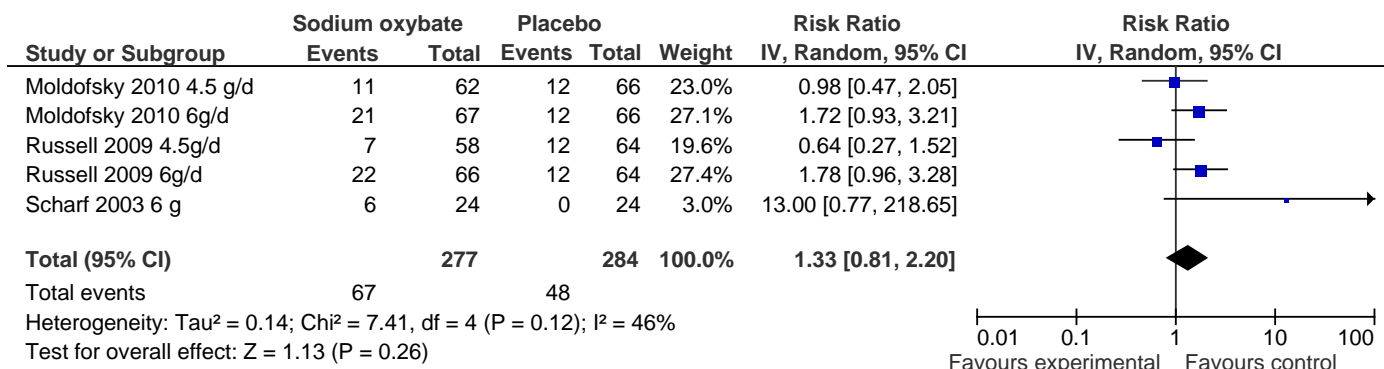 Sodium oxybate Placebo Risk Ratio Risk Ratio
Study or Subgroup Events Total Events Total Weight IV, Random, 95% CI IV, Random, 95% CI
Moldofsky 2010 4.5 g/d 11 62 12 66 23.0% 0.98 [0.47, 2.05]
Moldofsky 2010 6g/d 21 67 12 66 27.1% 1.72 [0.93, 3.21]
Russell 2009 4.5g/d 7 58 12 64 19.6% 0.64 [0.27, 1.52]
Russell 2009 6g/d 22 66 12 64 27.4% 1.78 [0.96, 3.28]
Scharf 2003 6 g 6 24 0 24 3.0% 13.00 [0.77, 218.65]
Total (95% CI) 277 284 100.0% 1.33 [0.81, 2.20]
Total events 67 48
Heterogeneity: Tau² = 0.14; Chi² = 7.41, df = 4 (P = 0.12); I² = 46%
Test for overall effect: Z = 1.13 (P = 0.26)
0.01 0.1 1 10 100
Favours experimental Favours control